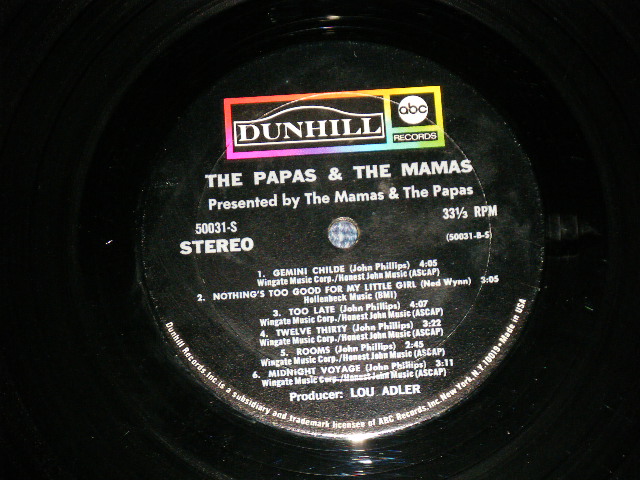 DUNHILL
abc
RECORDS
THE PAPAS & THE MAMAS
Presented by The Mamas & The Papas
50031-S
33⅓ RPM
STEREO
(50031-B-S)
1. GEMINI CHILDE (John Phillips) 4:05
Wingate Music Corp./Honest John Music (ASCAP)
2. NOTHING'S TOO GOOD FOR MY LITTLE GIRL (Ned Wynn) 3:05
Hollenbeck Music (BMI)
3. TOO LATE (John Phillips) 4:07
Wingate Music Corp./Honest John Music (ASCAP)
4. TWELVE THIRTY (John Phillips) 3:22
Wingate Music Corp./Honest John Music (ASCAP)
5. ROOMS (John Phillips) 2:45
Wingate Music Corp./Honest John Music (ASCAP)
6. MIDNIGHT VOYAGE (John Phillips) 3:11
Wingate Music Corp./Honest John Music (ASCAP)
Producer: LOU ADLER
Dunhill Records, Inc. is a subsidiary and trademark licensee of ABC Records, Inc. New York, N.Y. 10019 • Made in USA